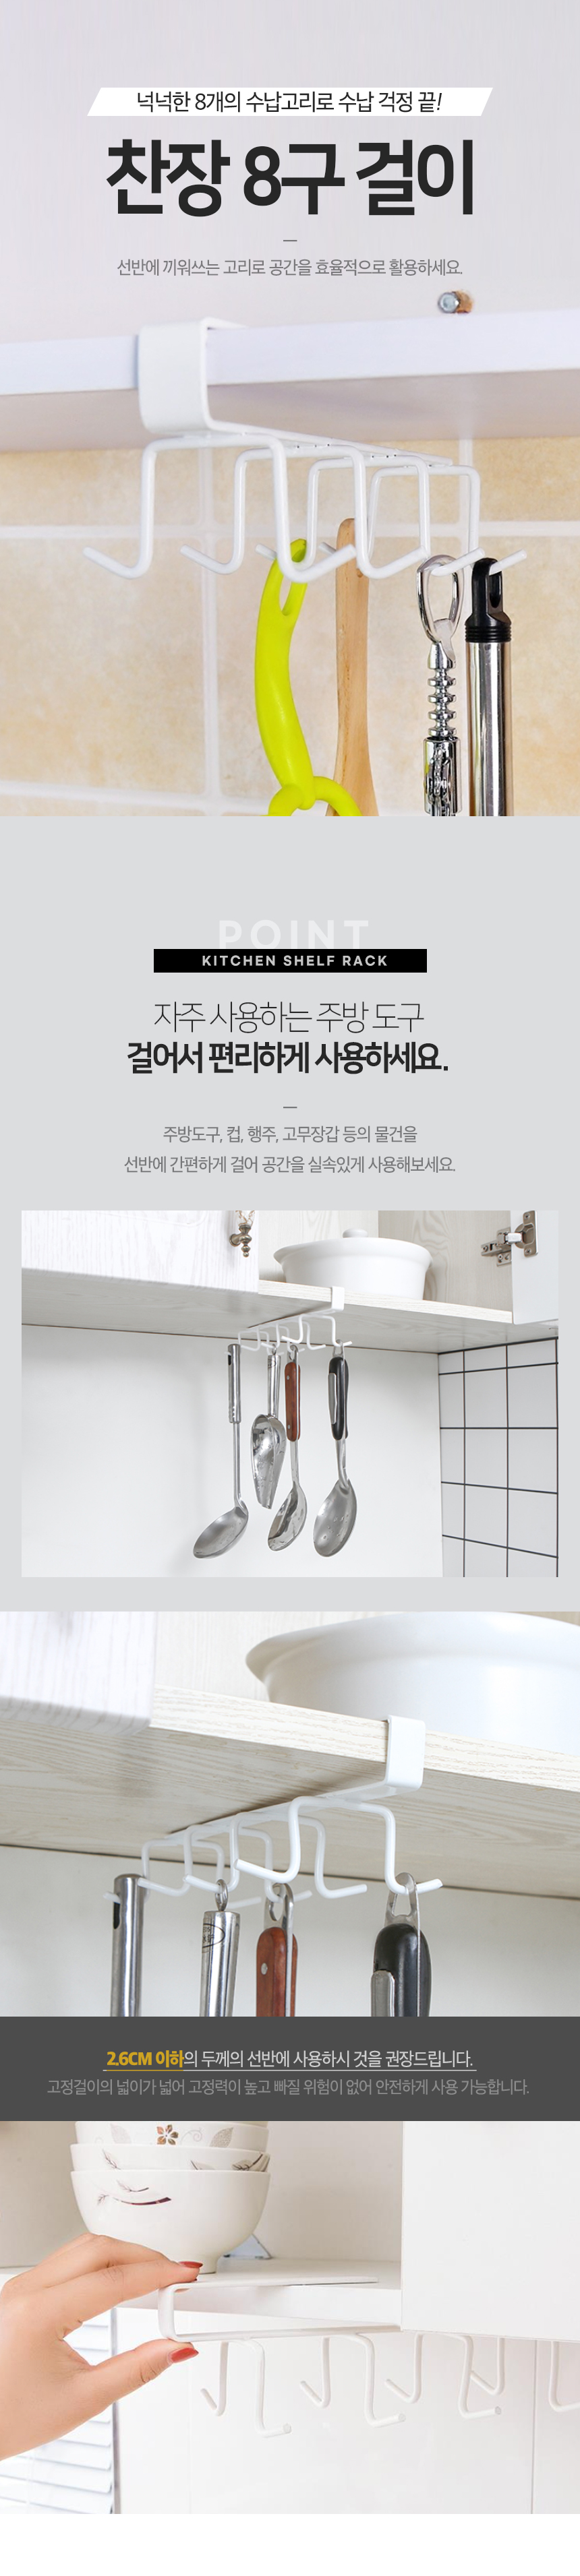 넉넉한 8개의 수납고리로 수납 걱정 끝!
찬장 8구 걸이
선반에 끼워쓰는 고리로 공간을 효율적으로 활용하세요.
POINT
KITCHEN SHELF RACK
자주 사용하는 주방 도구
걸어서 편리하게 사용하세요.
주방도구, 컵, 행주, 고무장갑 등의 물건을
선반에 간편하게 걸어 공간을 실속있게 사용해보세요.
2.6CM 이하의 두께의 선반에 사용하시 것을 권장드립니다.
고정걸이의 넓이가 넓어 고정력이 높고 빠질 위험이 없어 안전하게 사용 가능합니다.